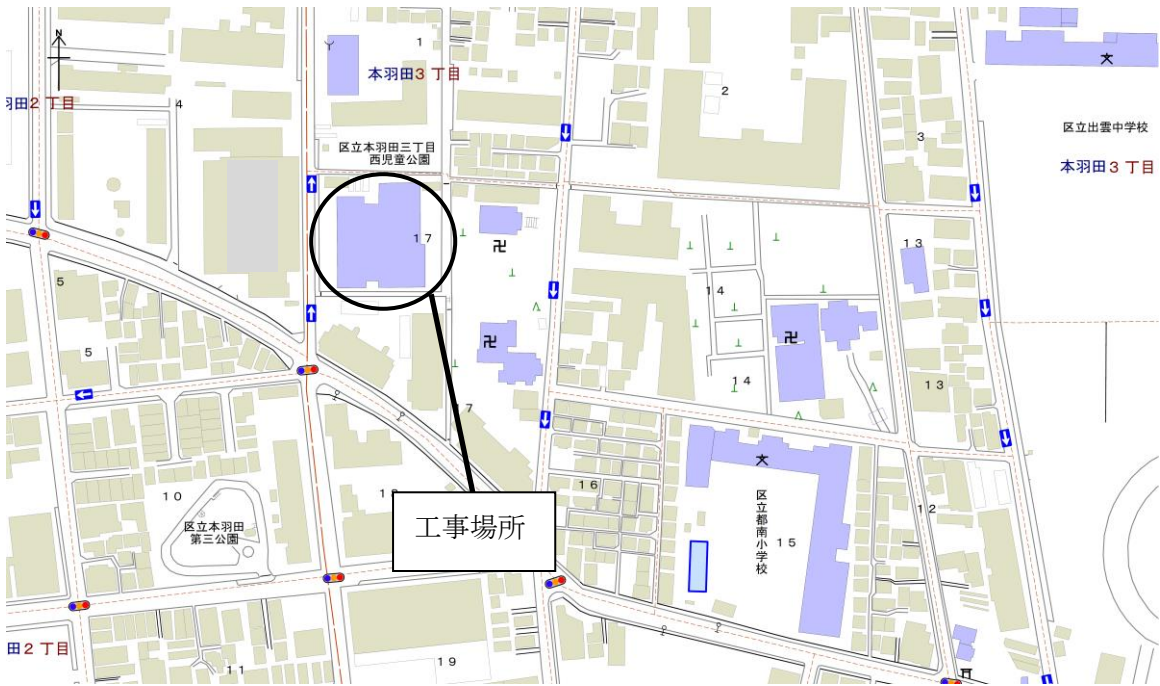 N
1
本羽田3 丁目
羽田2 丁目
4
2
区立本羽田三丁目
西児童公園
3
区立出雲中学校
本羽田3 丁目
17
13
5
14
5
14
13
17
10
区立本羽田
第三公園
16
工事場所
区立都南小学校
15
12
田2 丁目
11
19